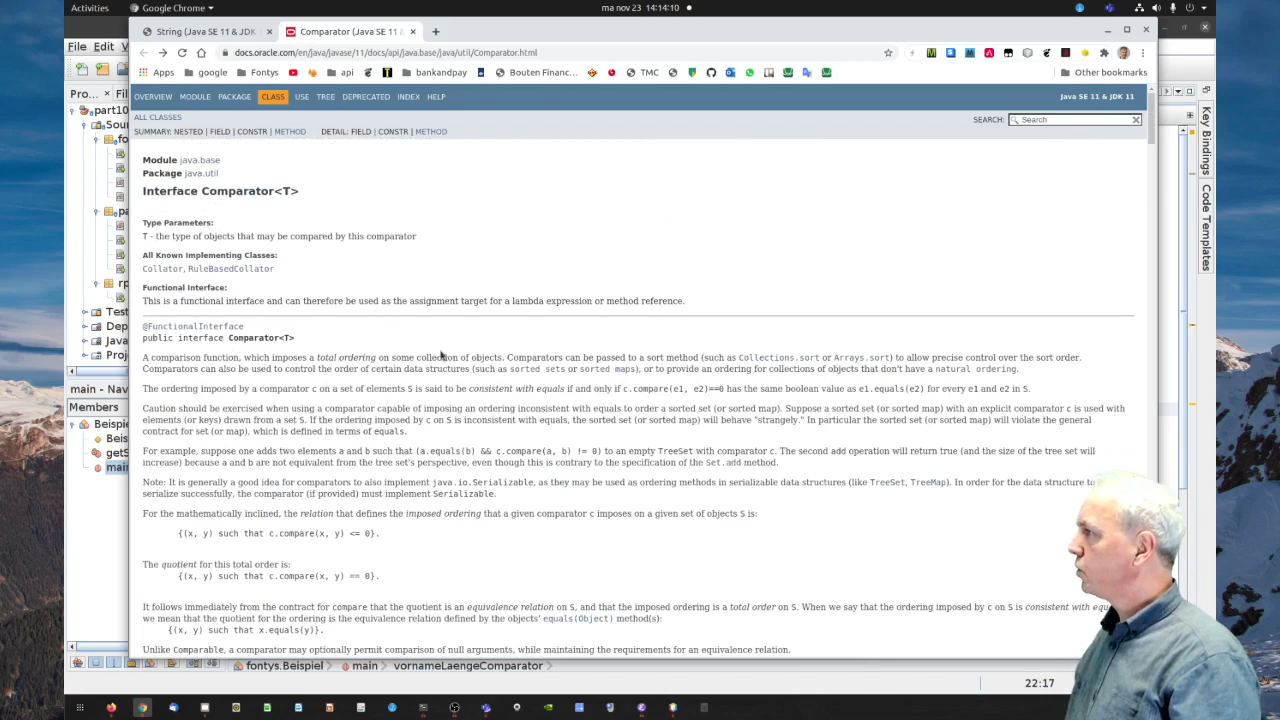 Activities
Google Chrome
ma nov 23 14:14:10
String (Java SE 11 & JDK
Comparator (Java SE 11 &
File Edit
docs.oracle.com/en/java/javase/11/docs/api/java.base/java/util/Comparator.html
Apps google Fontys api bankandpay Bouten Financ... TMC Other bookmarks
Pro...
OVERVIEW MODULE PACKAGE CLASS USE TREE DEPRECATED INDEX HELP
Java SE 11 & JDK 11
ALL CLASSES
SEARCH: Search
SUMMARY: NESTED | FIELD | CONSTR | METHOD DETAIL: FIELD | CONSTR | METHOD
Module java.base
Package java.util
Interface Comparator<T>
Type Parameters:
T - the type of objects that may be compared by this comparator
All Known Implementing Classes:
Collator, RuleBasedCollator
Functional Interface:
This is a functional interface and can therefore be used as the assignment target for a lambda expression or method reference.
@FunctionalInterface
public interface Comparator<T>
A comparison function, which imposes a total ordering on some collection of objects. Comparators can be passed to a sort method (such as Collections.sort or Arrays.sort) to allow precise control over the sort order.
Comparators can also be used to control the order of certain data structures (such as sorted sets or sorted maps), or to provide an ordering for collections of objects that don't have a natural ordering.
The ordering imposed by a comparator c on a set of elements S is said to be consistent with equals if and only if c.compare(e1, e2)==0 has the same boolean value as e1.equals(e2) for every e1 and e2 in S.
Caution should be exercised when using a comparator capable of imposing an ordering inconsistent with equals to order a sorted set (or sorted map). Suppose a sorted set (or sorted map) with an explicit comparator c is used with
elements (or keys) drawn from a set S. If the ordering imposed by c on S is inconsistent with equals, the sorted set (or sorted map) will behave "strangely." In particular the sorted set (or sorted map) will violate the general
contract for set (or map), which is defined in terms of equals.
For example, suppose one adds two elements a and b such that (a.equals(b) && c.compare(a, b) != 0) to an empty TreeSet with comparator c. The second add operation will return true (and the size of the tree set will
increase) because a and b are not equivalent from the tree set's perspective, even though this is contrary to the specification of the Set.add method.
Note: It is generally a good idea for comparators to also implement java.io.Serializable, as they may be used as ordering methods in serializable data structures (like TreeSet, TreeMap). In order for the data structure to
serialize successfully, the comparator (if provided) must implement Serializable.
For the mathematically inclined, the relation that defines the imposed ordering that a given comparator c imposes on a given set of objects S is:
{(x, y) such that c.compare(x, y) <= 0}.
The quotient for this total order is:
{(x, y) such that c.compare(x, y) == 0}.
It follows immediately from the contract for compare that the quotient is an equivalence relation on S, and that the imposed ordering is a total order on S. When we say that the ordering imposed by c on S is consistent with
we mean that the quotient for the ordering is the equivalence relation defined by the objects' equals(Object) method(s):
{(x, y) such that x.equals(y)}.
Unlike Comparable, a comparator may optionally permit comparison of null arguments, while maintaining the requirements for an equivalence relation.
part10
Sour
fo
pa
rp
Test
Dep
Proj
main - Nav
Members
Beispie
Beis
getS
main
Key Bindings
Code Templates
fontys.Beispiel
main
vornameLaengeComparator
22:17